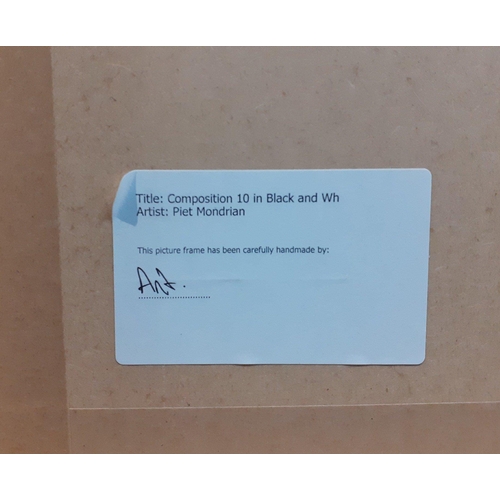 Title: Composition 10 in Black and Wh
Artist: Piet Mondrian
This picture frame has been carefully handmade by: